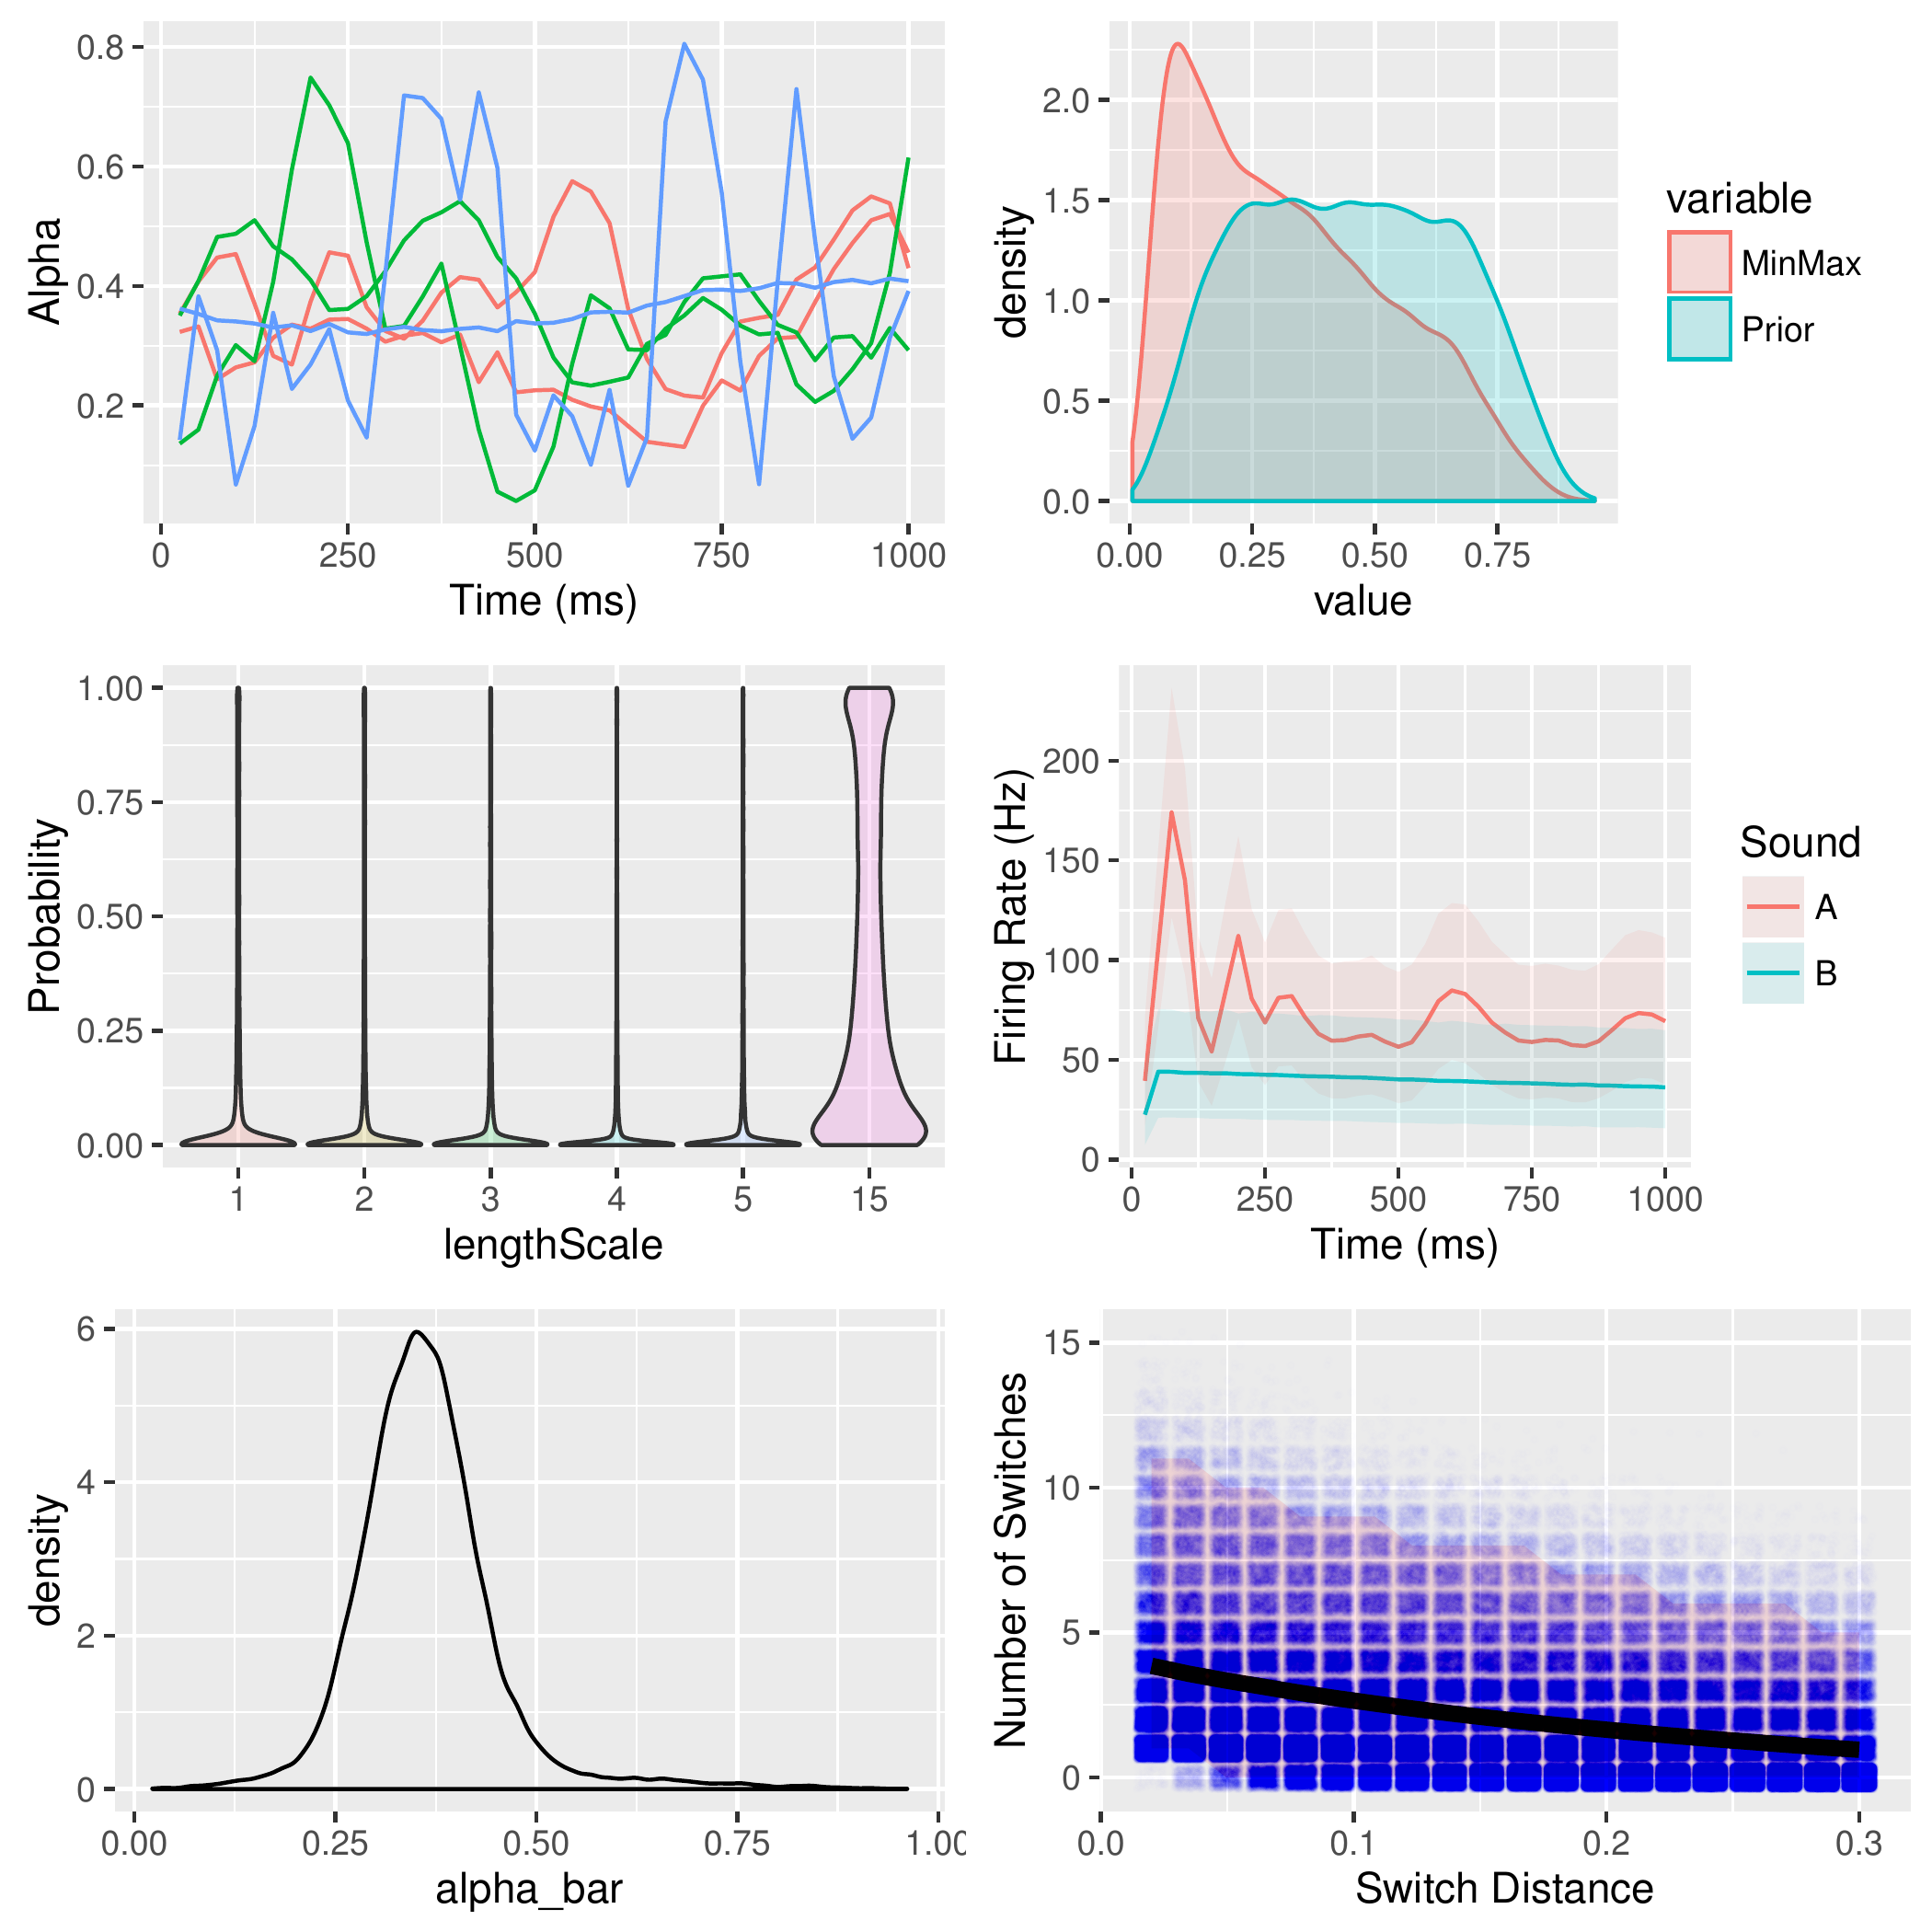 Alpha
0.8
0.6
0.4
0.2
0 250 500 750 1000
Time (ms)
density
2.0
1.5
1.0
0.5
0.0
0.00 0.25 0.50 0.75
value
variable
MinMax
Prior
Probability
1.00
0.75
0.50
0.25
0.00
1 2 3 4 5 15
lengthScale
Firing Rate (Hz)
200
150
100
50
0
0 250 500 750 1000
Time (ms)
Sound
A
B
density
6
4
2
0
0.00 0.25 0.50 0.75 1.00
alpha_bar
Number of Switches
15
10
5
0
0.0 0.1 0.2 0.3
Switch Distance